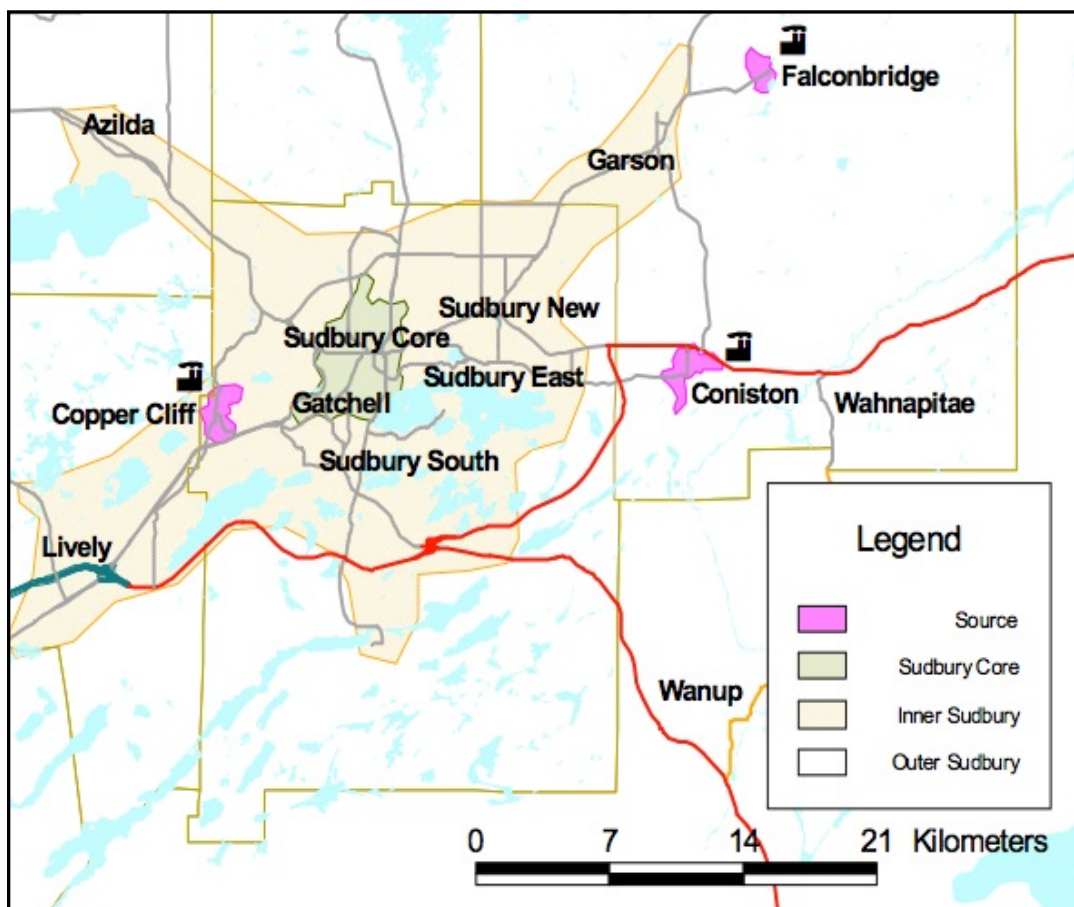 Falconbridge
Azilda
Garson
Sudbury New
Sudbury Core
Sudbury East
Coniston
Wahnapitae
Copper Cliff
Gatchell
Sudbury South
Lively
Wanup
Legend
Source
Sudbury Core
Inner Sudbury
Outer Sudbury
0 7 14 21 Kilometers